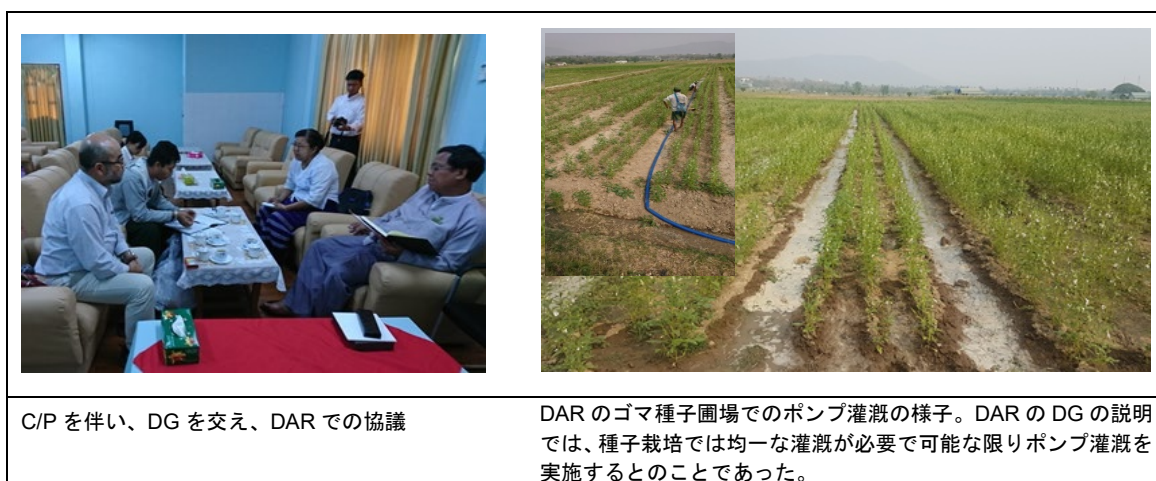 C/P を伴い、DG を交え、DAR での協議
DAR のゴマ種子圃場でのポンプ灌漑の様子。DAR の DG の説明
では、種子栽培では均一な灌漑が必要で可能な限りポンプ灌漑を
実施するとのことであった。